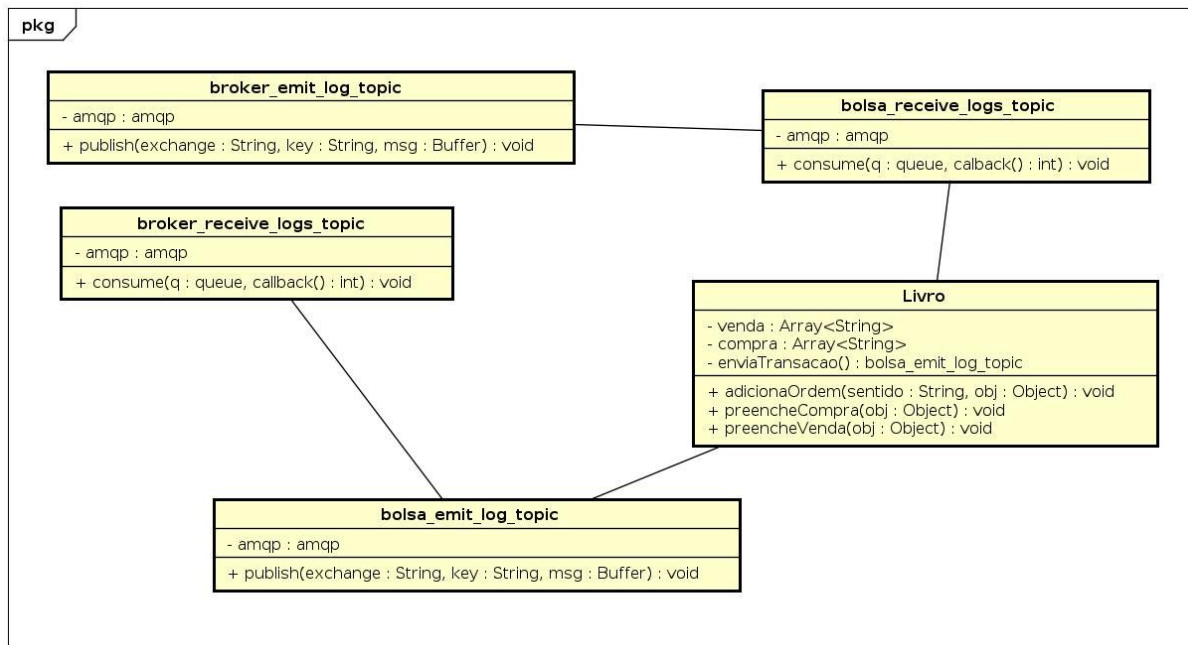 pkg
broker_emit_log_topic
- amqp : amqp
+ publish(exchange : String, key : String, msg : Buffer) : void
bolsa_receive_logs_topic
- amqp : amqp
+ consume(q : queue, calback() : int) : void
broker_receive_logs_topic
- amqp : amqp
+ consume(q : queue, callback() : int) : void
Livro
- venda : Array<String>
- compra : Array<String>
- enviaTransacao() : bolsa_emit_log_topic
+ adicionaOrdem(sentido : String, obj : Object) : void
+ preencheCompra(obj : Object) : void
+ preencheVenda(obj : Object) : void
bolsa_emit_log_topic
- amqp : amqp
+ publish(exchange : String, key : String, msg : Buffer) : void